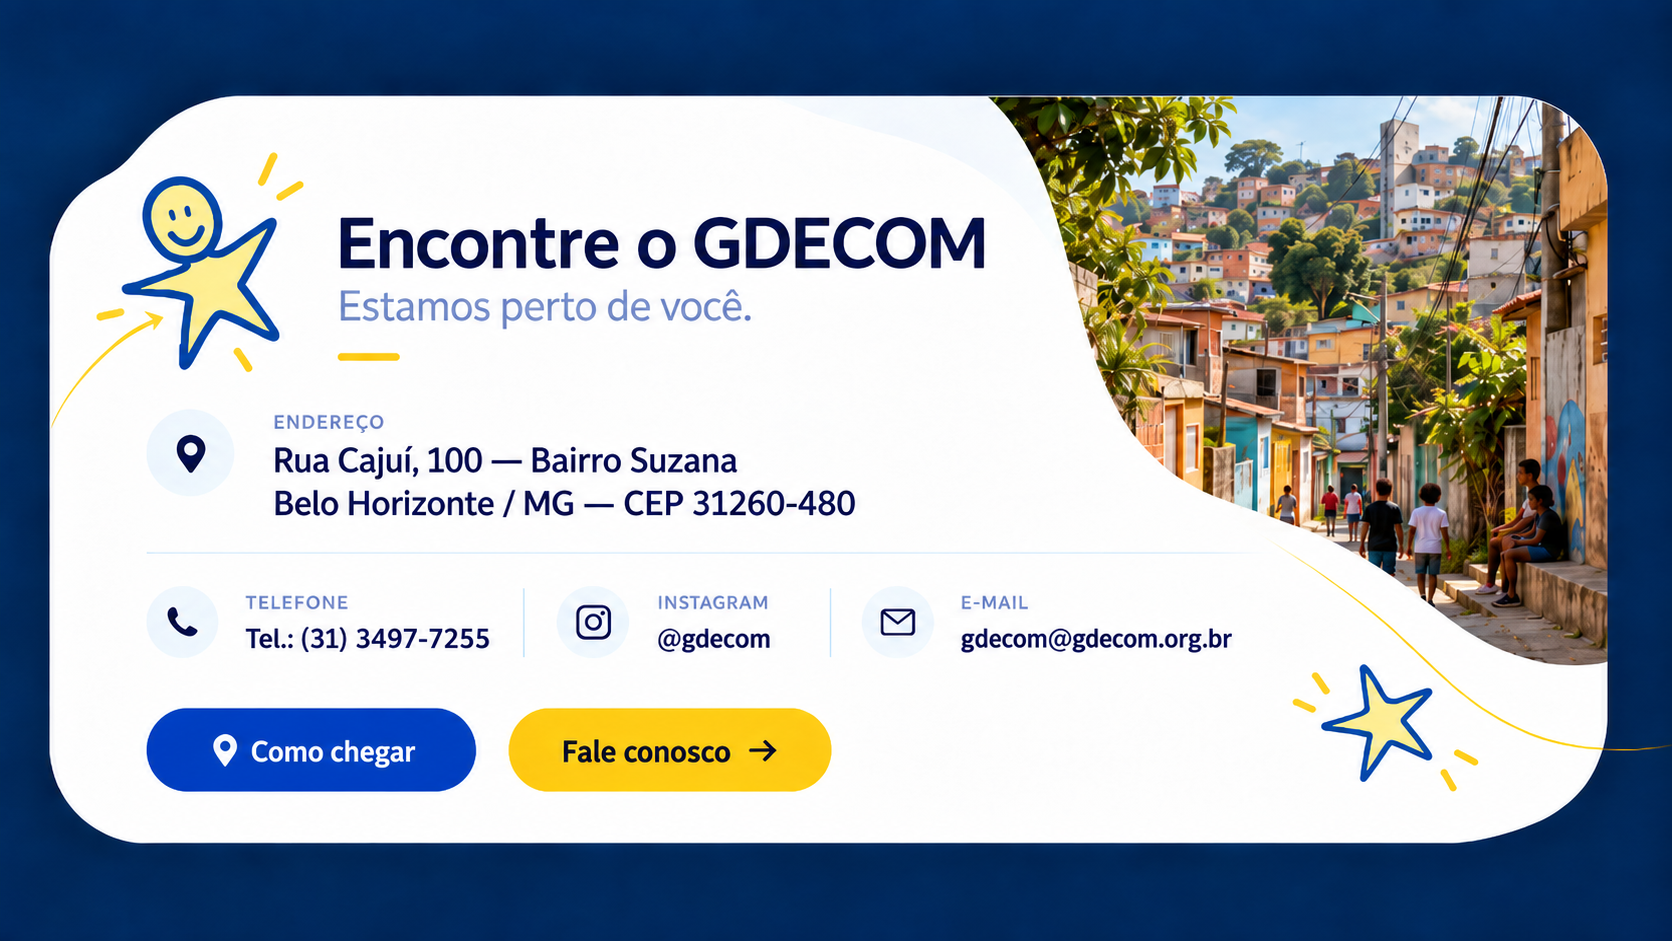 Encontre o GDECOM
Estamos perto de você.
ENDEREÇO
Rua Cajuí, 100 — Bairro Suzana
Belo Horizonte / MG — CEP 31260-480
TELEFONE
Tel.: (31) 3497-7255
INSTAGRAM
@gdecom
E-MAIL
gdecom@gdecom.org.br
Como chegar
Fale conosco →